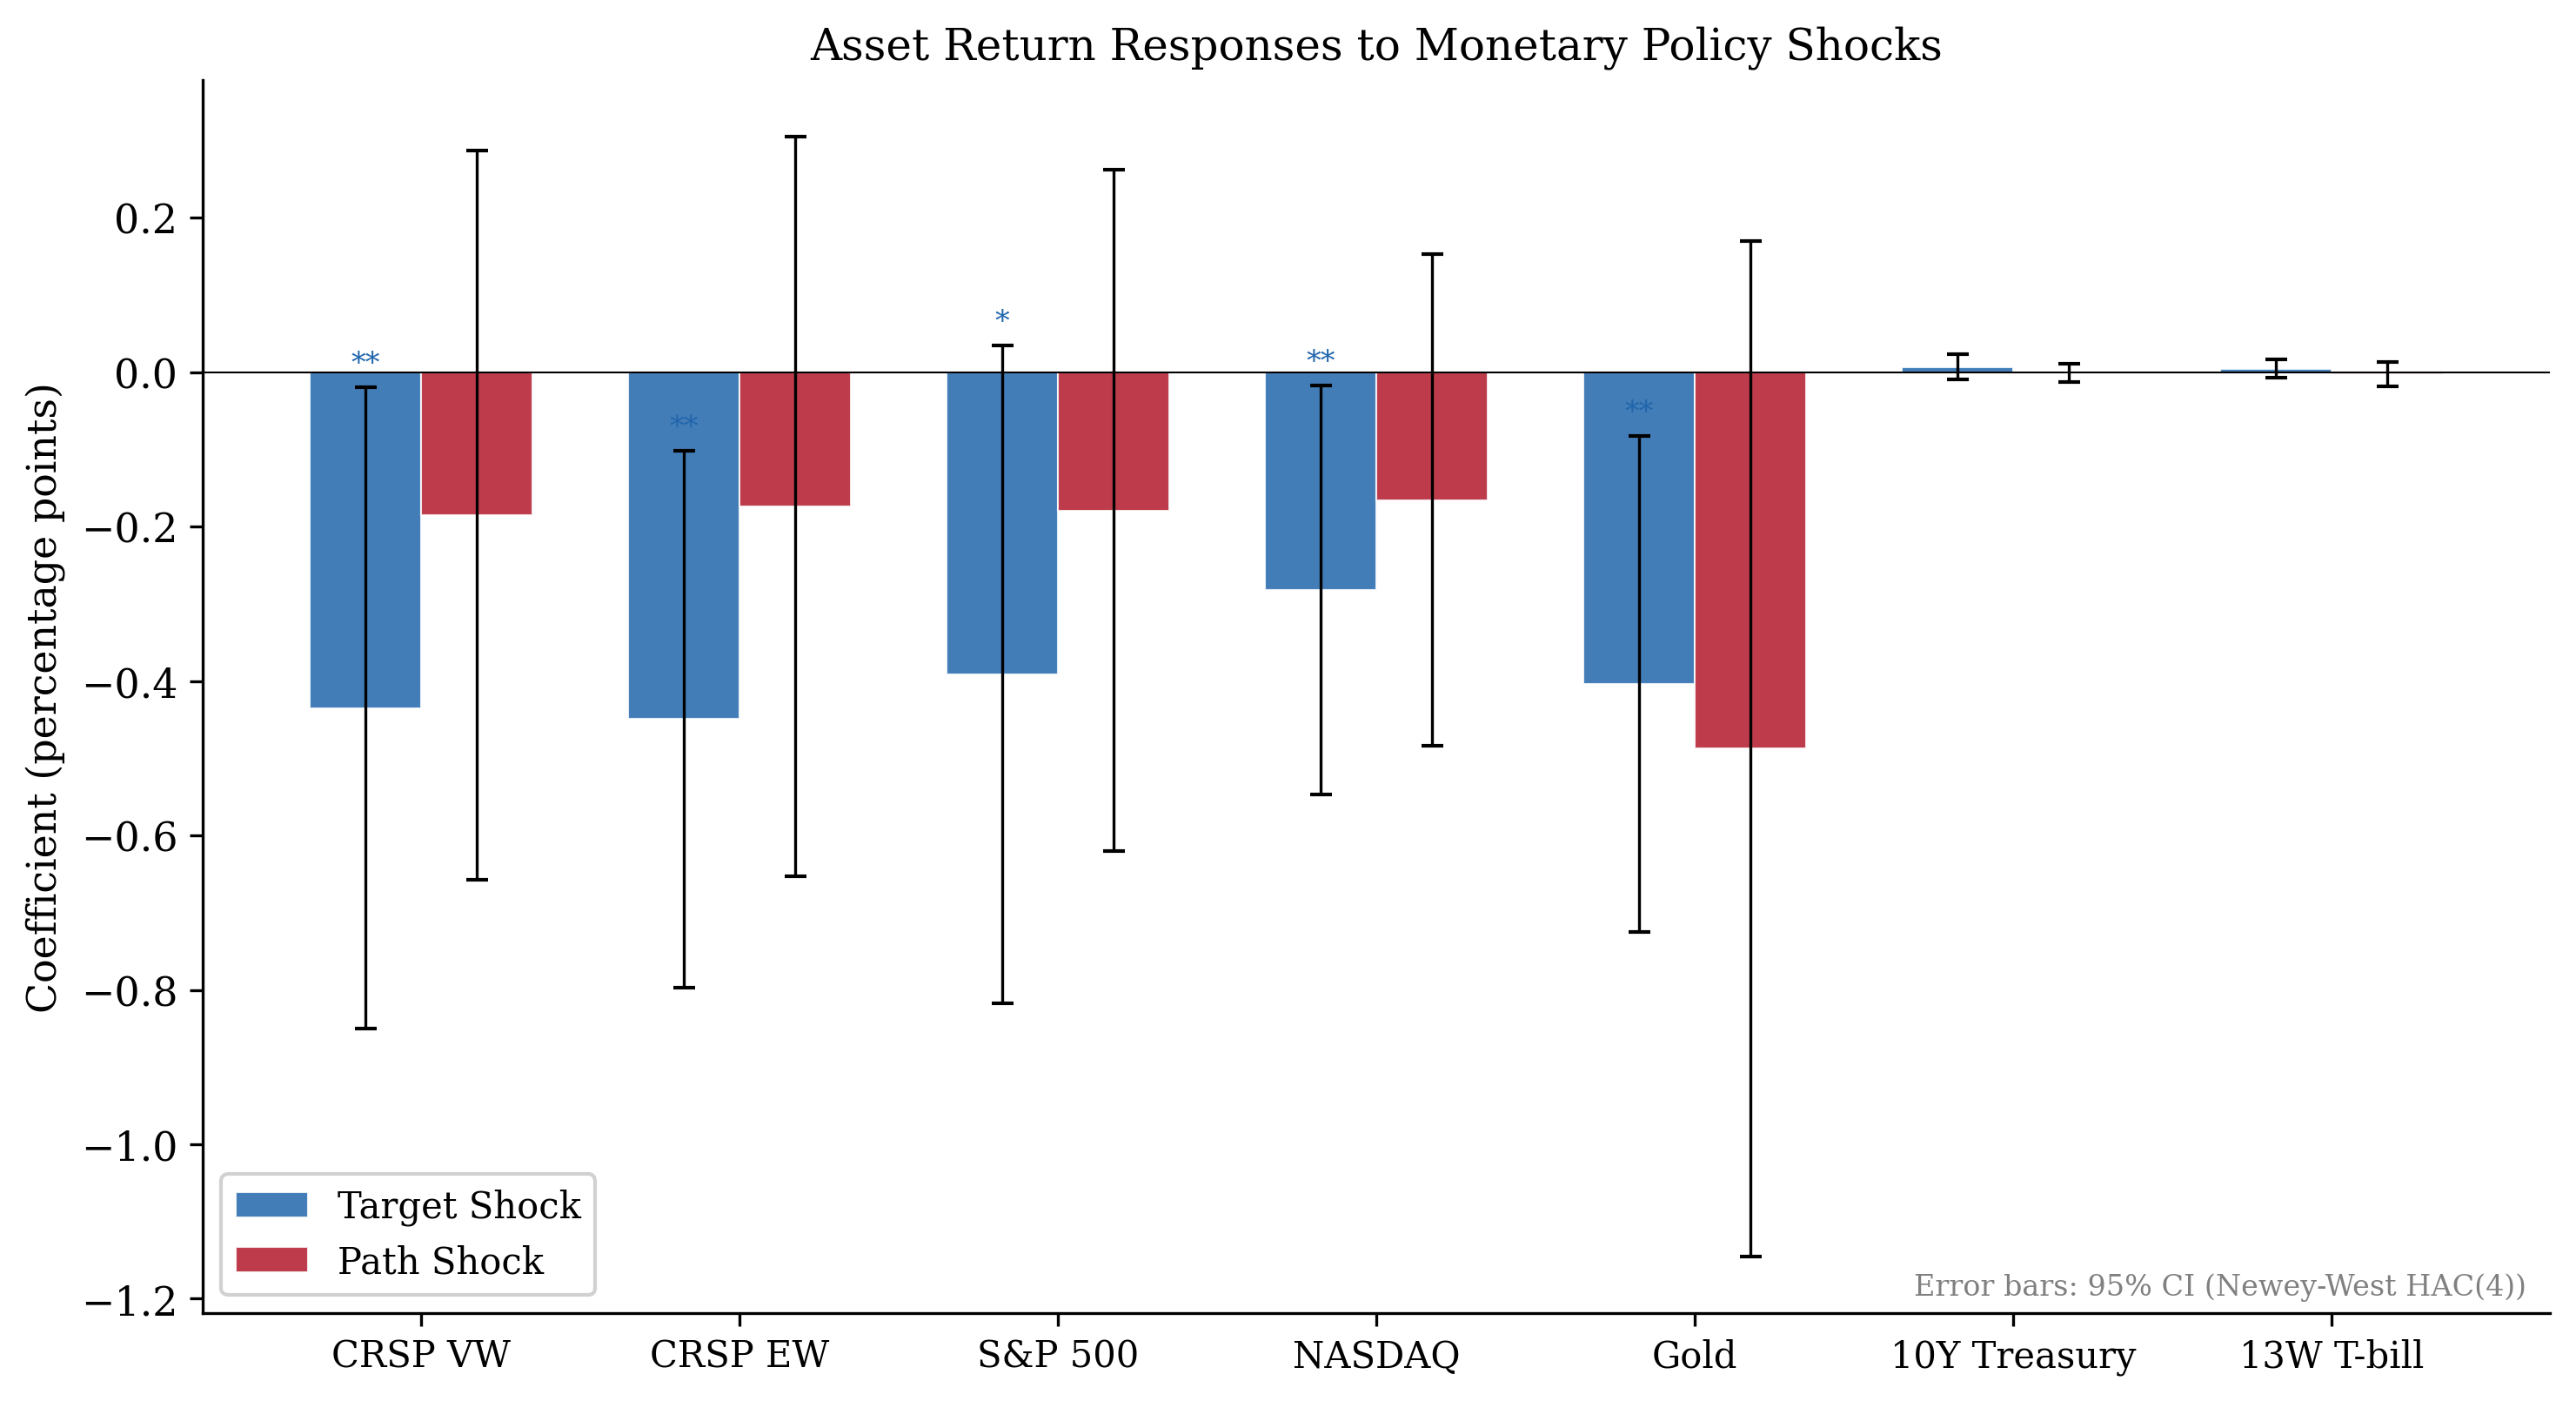 Asset Return Responses to Monetary Policy Shocks
Coefficient (percentage points)
0.2
0.0
−0.2
−0.4
−0.6
−0.8
−1.0
−1.2
**
**
*
**
**
Target Shock
Path Shock
Error bars: 95% CI (Newey-West HAC(4))
CRSP VW
CRSP EW
S&P 500
NASDAQ
Gold
10Y Treasury
13W T-bill